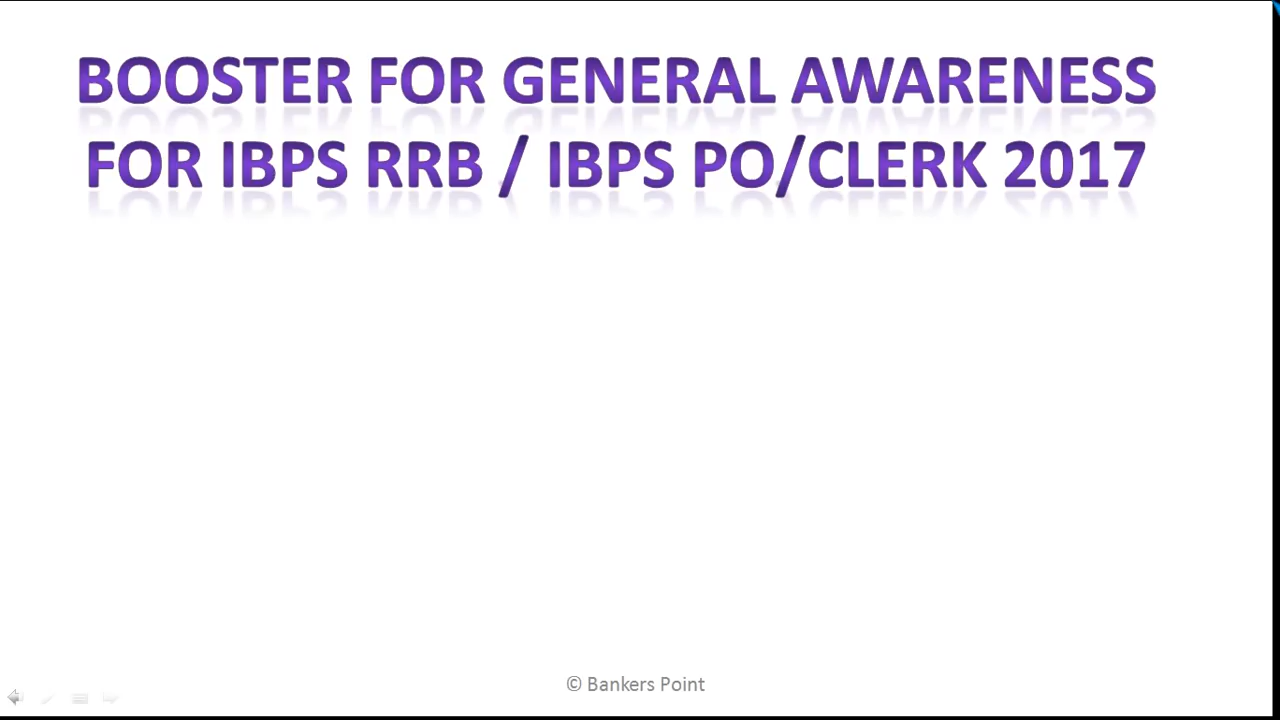 BOOSTER FOR GENERAL AWARENESS
FOR IBPS RRB / IBPS PO/CLERK 2017
© Bankers Point